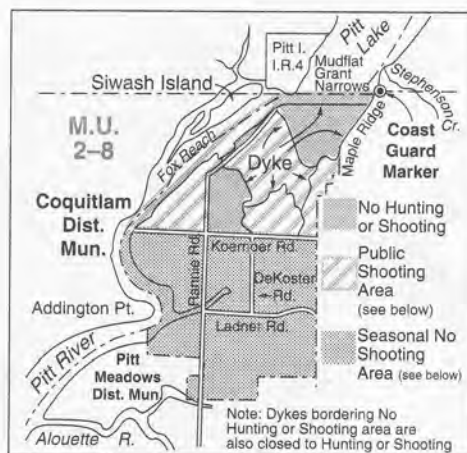 Pitt I.
I.R.4
Pitt
Lake
Mudflat
Grant
Narrows
Stephenson
Cr.
Siwash Island
M.U.
2–8
Fox Reach
Dyke
Maple Ridge
Coast
Guard
Marker
Coquitlam
Dist.
Mun.
No Hunting
or Shooting
Public
Shooting
Area
(see below)
Seasonal No
Shooting
Area (see below)
Koerner Rd.
Rannie Rd.
DeKoster
Rd.
Ladner Rd.
Addington Pt.
Pitt River
Pitt
Meadows
Dist. Mun.
Alouette R.
Note: Dykes bordering No
Hunting or Shooting area are
also closed to Hunting or Shooting